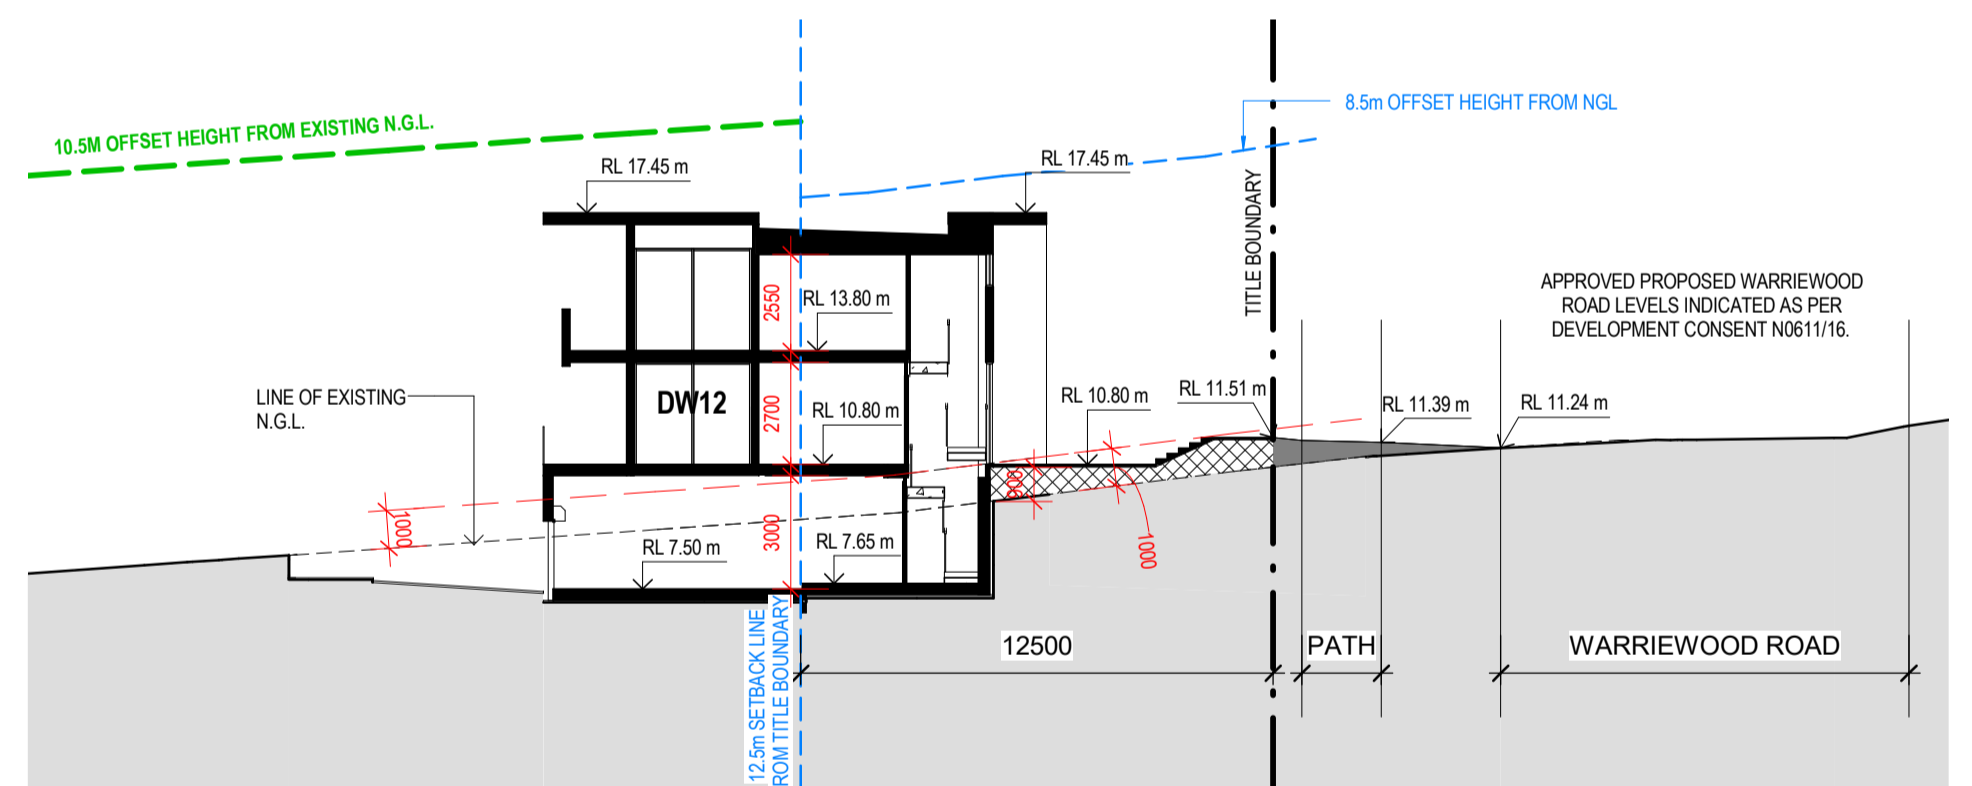 10.5M OFFSET HEIGHT FROM EXISTING N.G.L.
8.5m OFFSET HEIGHT FROM NGL
RL 17.45 m
RL 17.45 m
TITLE BOUNDARY
APPROVED PROPOSED WARRIEWOOD
ROAD LEVELS INDICATED AS PER
DEVELOPMENT CONSENT N0611/16.
2550
RL 13.80 m
LINE OF EXISTING
N.G.L.
DW12
2700
RL 10.80 m
RL 10.80 m
RL 11.51 m
RL 11.39 m
RL 11.24 m
1000
3000
RL 7.50 m
RL 7.65 m
906
1000
12.5m SETBACK LINE
ROM TITLE BOUNDARY
12500
PATH
WARRIEWOOD ROAD